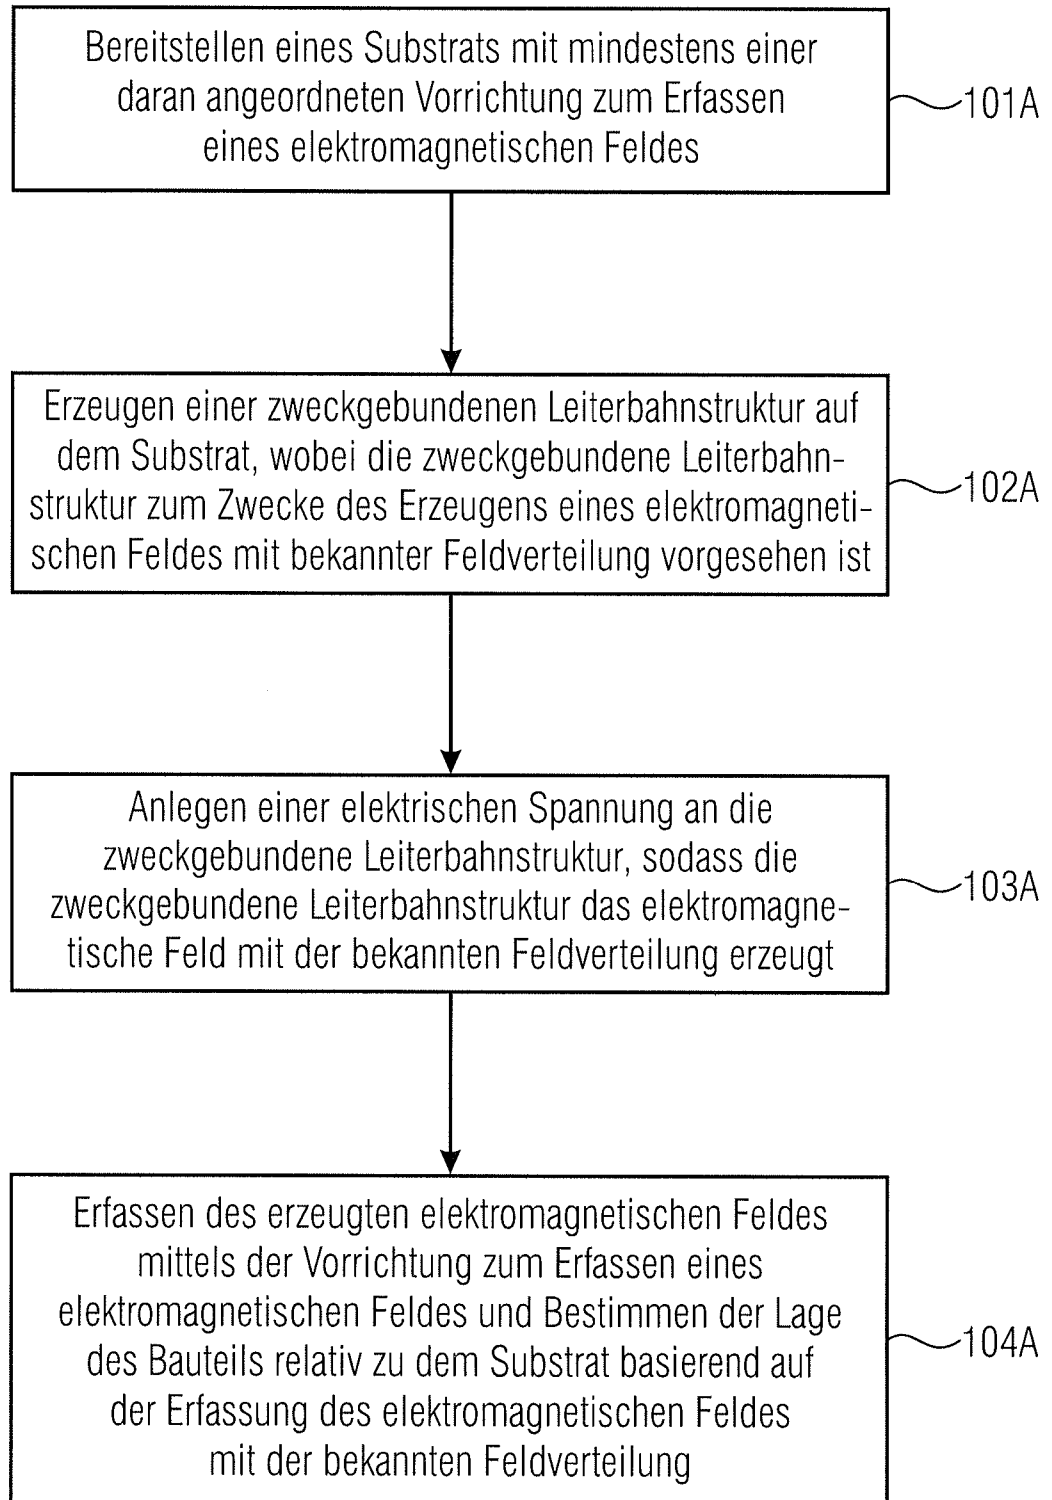 Bereitstellen eines Substrats mit mindestens einer
daran angeordneten Vorrichtung zum Erfassen
eines elektromagnetischen Feldes
101A
Erzeugen einer zweckgebundenen Leiterbahnstruktur auf
dem Substrat, wobei die zweckgebundene Leiterbahn-
struktur zum Zwecke des Erzeugens eines elektromagneti-
schen Feldes mit bekannter Feldverteilung vorgesehen ist
102A
Anlegen einer elektrischen Spannung an die
zweckgebundene Leiterbahnstruktur, sodass die
zweckgebundene Leiterbahnstruktur das elektromagne-
tische Feld mit der bekannten Feldverteilung erzeugt
103A
Erfassen des erzeugten elektromagnetischen Feldes
mittels der Vorrichtung zum Erfassen eines
elektromagnetischen Feldes und Bestimmen der Lage
des Bauteils relativ zu dem Substrat basierend auf
der Erfassung des elektromagnetischen Feldes
mit der bekannten Feldverteilung
104A